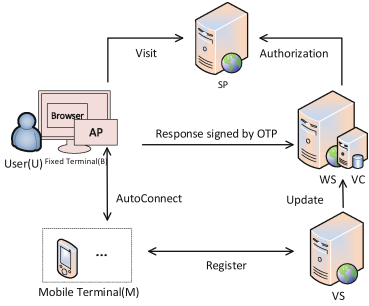 Visit
Authorization
SP
Browser
AP
User(U)
Fixed Terminal(B)
Response signed by OTP
WS
VC
AutoConnect
Update
...
Register
Mobile Terminal(M)
VS